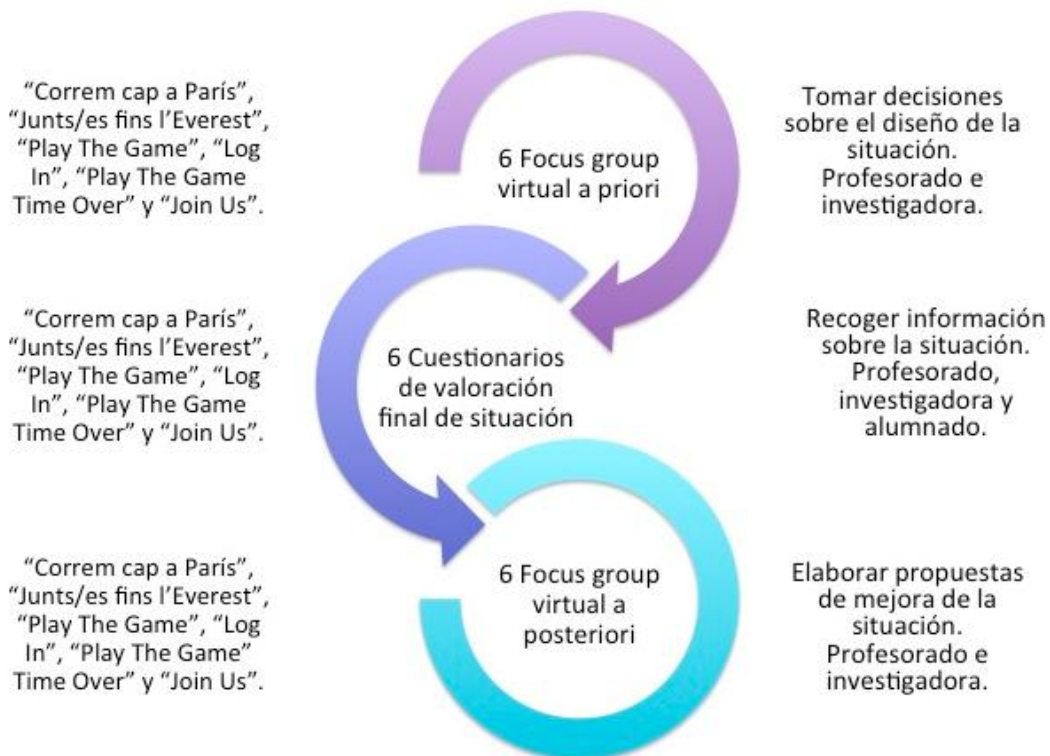 “Correm cap a París”,
“Junts/es fins l’Everest”,
“Play The Game”, “Log
In”, “Play The Game
Time Over” y “Join Us”.
6 Focus group
virtual a priori
Tomar decisiones
sobre el diseño de la
situación.
Profesorado e
investigadora.
“Correm cap a París”,
“Junts/es fins l’Everest”,
“Play The Game”, “Log
In”, “Play The Game
Time Over” y “Join Us”.
6 Cuestionarios
de valoración
final de situación
Recoger información
sobre la situación.
Profesorado,
investigadora y
alumnado.
“Correm cap a París”,
“Junts/es fins l’Everest”,
“Play The Game”, “Log
In”, “Play The Game”
Time Over” y “Join Us”.
6 Focus group
virtual a
posteriori
Elaborar propuestas
de mejora de la
situación.
Profesorado e
investigadora.